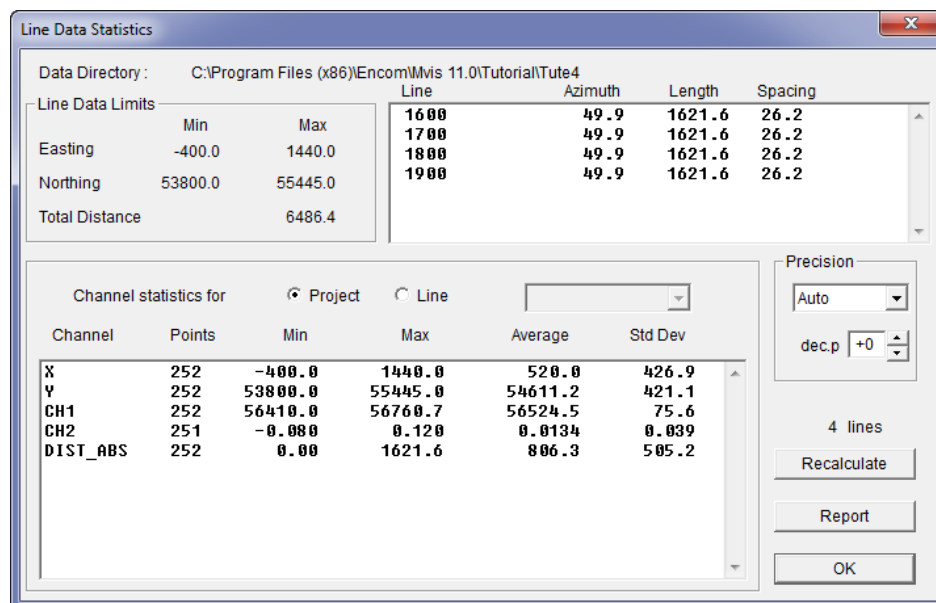 Line Data Statistics
x
Data Directory : C:\Program Files (x86)\Encom\Mvis 11.0\Tutorial\Tute4
Line Data Limits
Min Max
Easting -400.0 1440.0
Northing 53800.0 55445.0
Total Distance 6486.4
Line Azimuth Length Spacing
1600 49.9 1621.6 26.2
1700 49.9 1621.6 26.2
1800 49.9 1621.6 26.2
1900 49.9 1621.6 26.2
Channel statistics for Project Line
Channel Points Min Max Average Std Dev
X 252 -400.0 1440.0 520.0 426.9
Y 252 53800.0 55445.0 54611.2 421.1
CH1 252 56410.0 56760.7 56524.5 75.6
CH2 251 -0.080 0.120 0.0134 0.039
DIST_ABS 252 0.00 1621.6 806.3 505.2
Precision
Auto
dec.p +0
4 lines
Recalculate
Report
OK